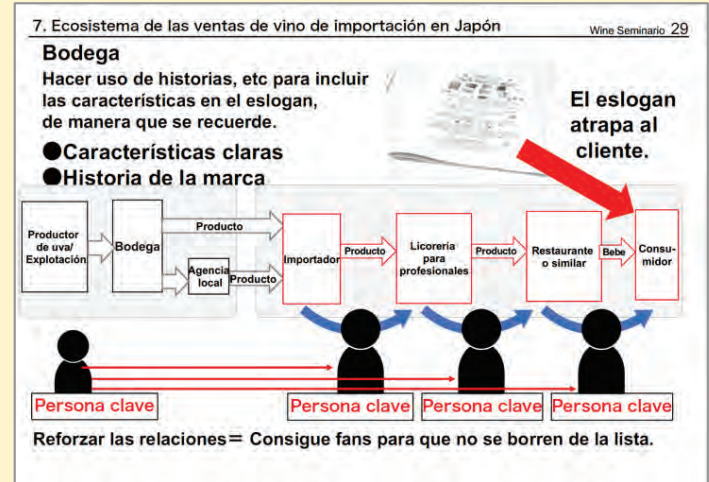 7. Ecosistema de las ventas de vino de importación en Japón
Wine Seminario 29
Bodega
Hacer uso de historias, etc para incluir
las características en el eslogan,
de manera que se recuerde.
●Características claras
●Historia de la marca
El eslogan
atrapa al
cliente.
Productor
de uva/
Explotación
Bodega
Producto
Agencia
local
Producto
Importador
Producto
Licorería
para
profesionales
Producto
Restaurante
o similar
Bebe
Consu-
midor
Persona clave
Persona clave
Persona clave
Persona clave
Reforzar las relaciones= Consigue fans para que no se borren de la lista.